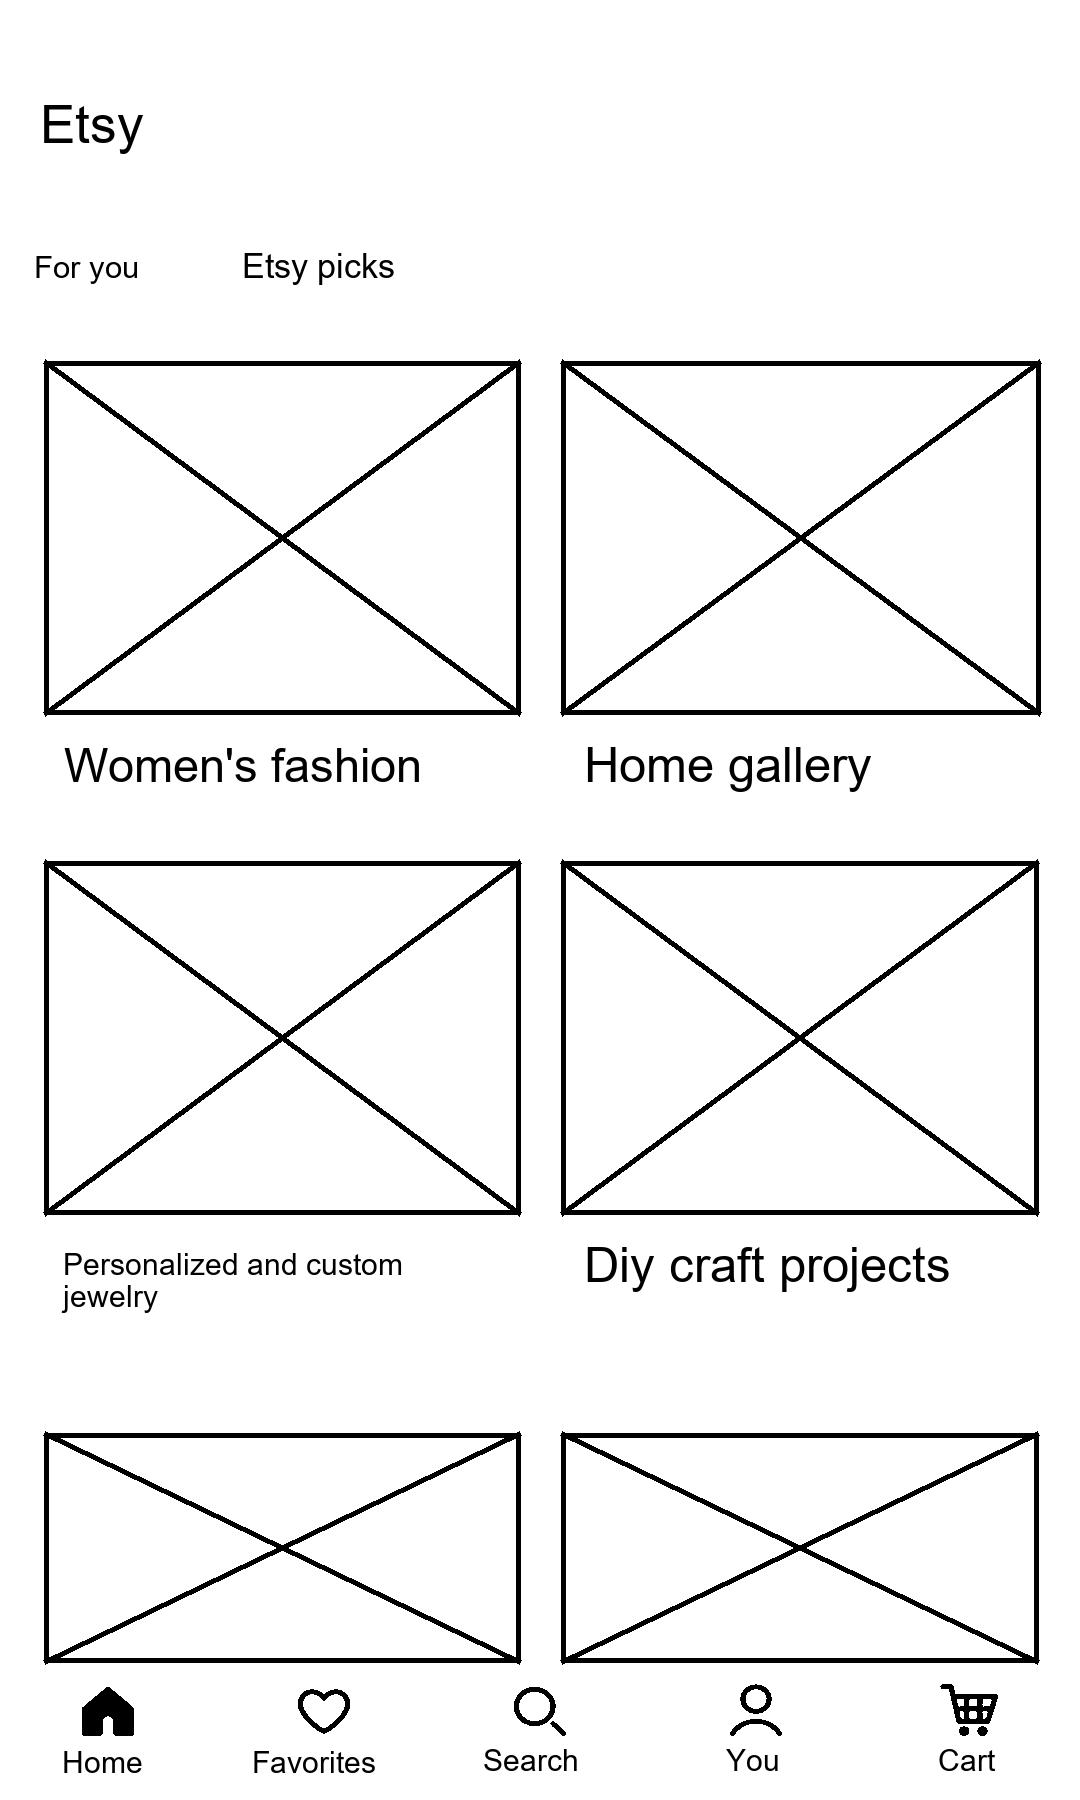 Etsy
For you
Etsy picks
Women's fashion
Home gallery
Personalized and custom
jewelry
Diy craft projects
Home
Favorites
Search
You
Cart